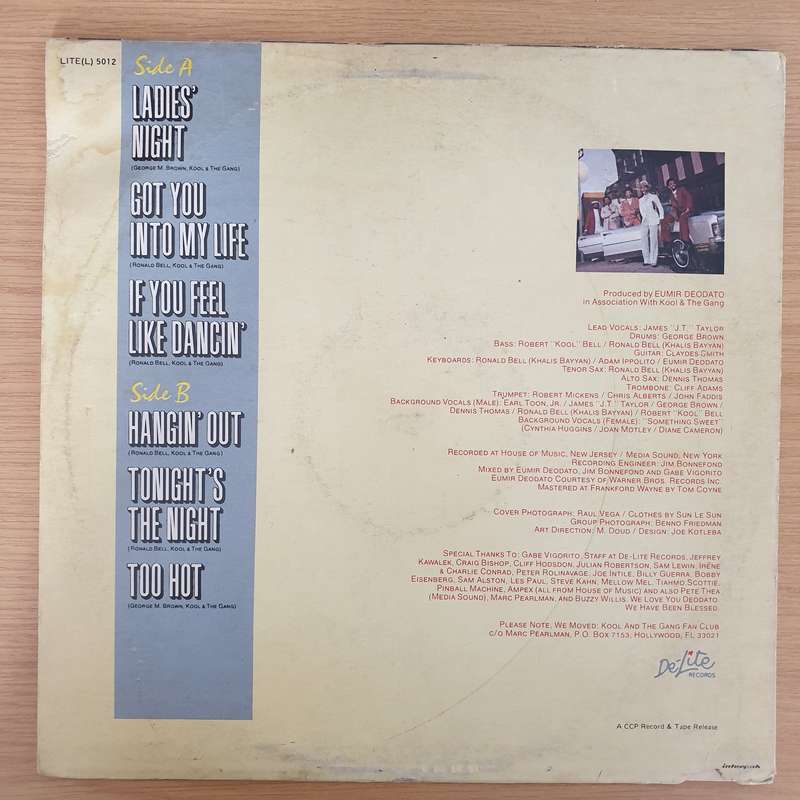 LITE(L) 5012
Side A
LADIES'
NIGHT
(GEORGE M. BROWN, KOOL & THE GANG)
GOT YOU
INTO MY LIFE
(RONALD BELL, KOOL & THE GANG)
IF YOU FEEL
LIKE DANCIN'
(RONALD BELL, KOOL & THE GANG)
Side B
HANGIN' OUT
(RONALD BELL, KOOL & THE GANG)
TONIGHT'S
THE NIGHT
(RONALD BELL, KOOL & THE GANG)
TOO HOT
(GEORGE M. BROWN, KOOL & THE GANG)
Produced by EUMIR DEODATO
in Association With Kool & The Gang
LEAD VOCALS: JAMES "J.T." TAYLOR
DRUMS: GEORGE BROWN
BASS: ROBERT "KOOL" BELL / RONALD BELL (KHALIS BAYYAN)
GUITAR: CLAYDES SMITH
KEYBOARDS: RONALD BELL (KHALIS BAYYAN) / ADAM IPPOLITO / EUMIR DEODATO
TENOR SAX: RONALD BELL (KHALIS BAYYAN)
ALTO SAX: DENNIS THOMAS
TROMBONE: CLIFF ADAMS
TRUMPET: ROBERT MICKENS / CHRIS ALBERTS / JOHN FADDIS
BACKGROUND VOCALS (MALE): EARL TOON, JR. / JAMES "J.T." TAYLOR / GEORGE BROWN /
DENNIS THOMAS / RONALD BELL (KHALIS BAYYAN) / ROBERT "KOOL" BELL
BACKGROUND VOCALS (FEMALE): "SOMETHING SWEET"
(CYNTHIA HUGGINS / JOAN MOTLEY / DIANE CAMERON)
RECORDED AT HOUSE OF MUSIC, NEW JERSEY / MEDIA SOUND, NEW YORK
RECORDING ENGINEER: JIM BONNEFOND
MIXED BY EUMIR DEODATO, JIM BONNEFOND AND GABE VIGORITO
EUMIR DEODATO COURTESY OF WARNER BROS. RECORDS INC.
MASTERED AT FRANKFORD WAYNE BY TOM COYNE
COVER PHOTOGRAPH: RAUL VEGA / CLOTHES BY SUN LE SUN
GROUP PHOTOGRAPH: BENNO FRIEDMAN
ART DIRECTION: M. DOUD / DESIGN: JOE KOTLEBA
SPECIAL THANKS TO: GABE VIGORITO, STAFF AT DE-LITE RECORDS, JEFFREY
KAWALEK, CRAIG BISHOP, CLIFF HODSDON, JULIAN ROBERTSON, SAM LEWIN, IRENE
& CHARLIE CONRAD, PETER ROLINAVAGE, JOE INTILE, BILLY GUERRA, BOBBY
EISENBERG, SAM ALSTON, LES PAUL, STEVE KAHN, MELLOW MEL, TIAHMO SCOTTIE,
PINBALL MACHINE, AMPEX (ALL FROM HOUSE OF MUSIC) AND ALSO PETE THEA
(MEDIA SOUND), MARC PEARLMAN, AND BUZZY WILLIS. WE LOVE YOU DEODATO.
WE HAVE BEEN BLESSED.
PLEASE NOTE, WE MOVED: KOOL AND THE GANG FAN CLUB
C/O MARC PEARLMAN, P.O. BOX 7153, HOLLYWOOD, FL 33021
De-Lite
RECORDS
A CCP Record & Tape Release
interpak